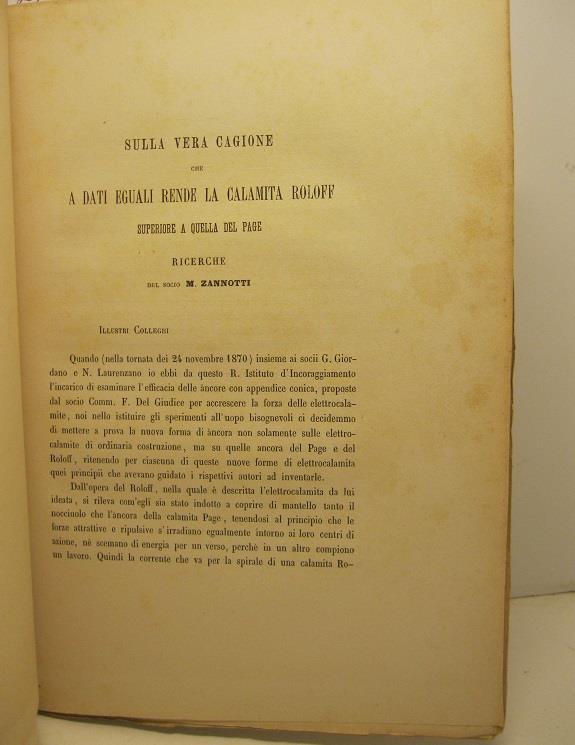 SULLA VERA CAGIONE
CHE
A DATI EGUALI RENDE LA CALAMITA ROLOFF
SUPERIORE A QUELLA DEL PAGE
RICERCHE
DEL SOCIO M. ZANNOTTI
ILLUSTRI COLLEGHI
Quando (nella tornata dei 24 novembre 1870) insieme ai socii G. Gior-
dano e N. Laurenzano io ebbi da questo R. Istituto d'Incoraggiamento
l'incarico di esaminare l'efficacia delle àncore con appendice conica, proposte
dal socio Comm. F. Del Giudice per accrescere la forza delle elettrocala-
mite, noi nello istituire gli sperimenti all'uopo bisognevoli ci decidemmo
di mettere a prova la nuova forma di àncora non solamente sulle elettro-
calamite di ordinaria costruzione, ma su quelle ancora del Page e del
Roloff, ritenendo per ciascuna di queste nuove forme di elettrocalamita
quei principii che avevano guidato i rispettivi autori ad inventarle.
Dall'opera del Roloff, nella quale è descritta l'elettrocalamita da lui
ideata, si rileva com'egli sia stato indotto a coprire di mantello tanto il
nocciuolo che l'àncora della calamita Page, tenendosi al principio che le
forze attrattive e ripulsive s'irradiano egualmente intorno ai loro centri di
azione, nè scemano di energia per un verso, perchè in un altro compiono
un lavoro. Quindi la corrente che va per la spirale di una calamita Ro-